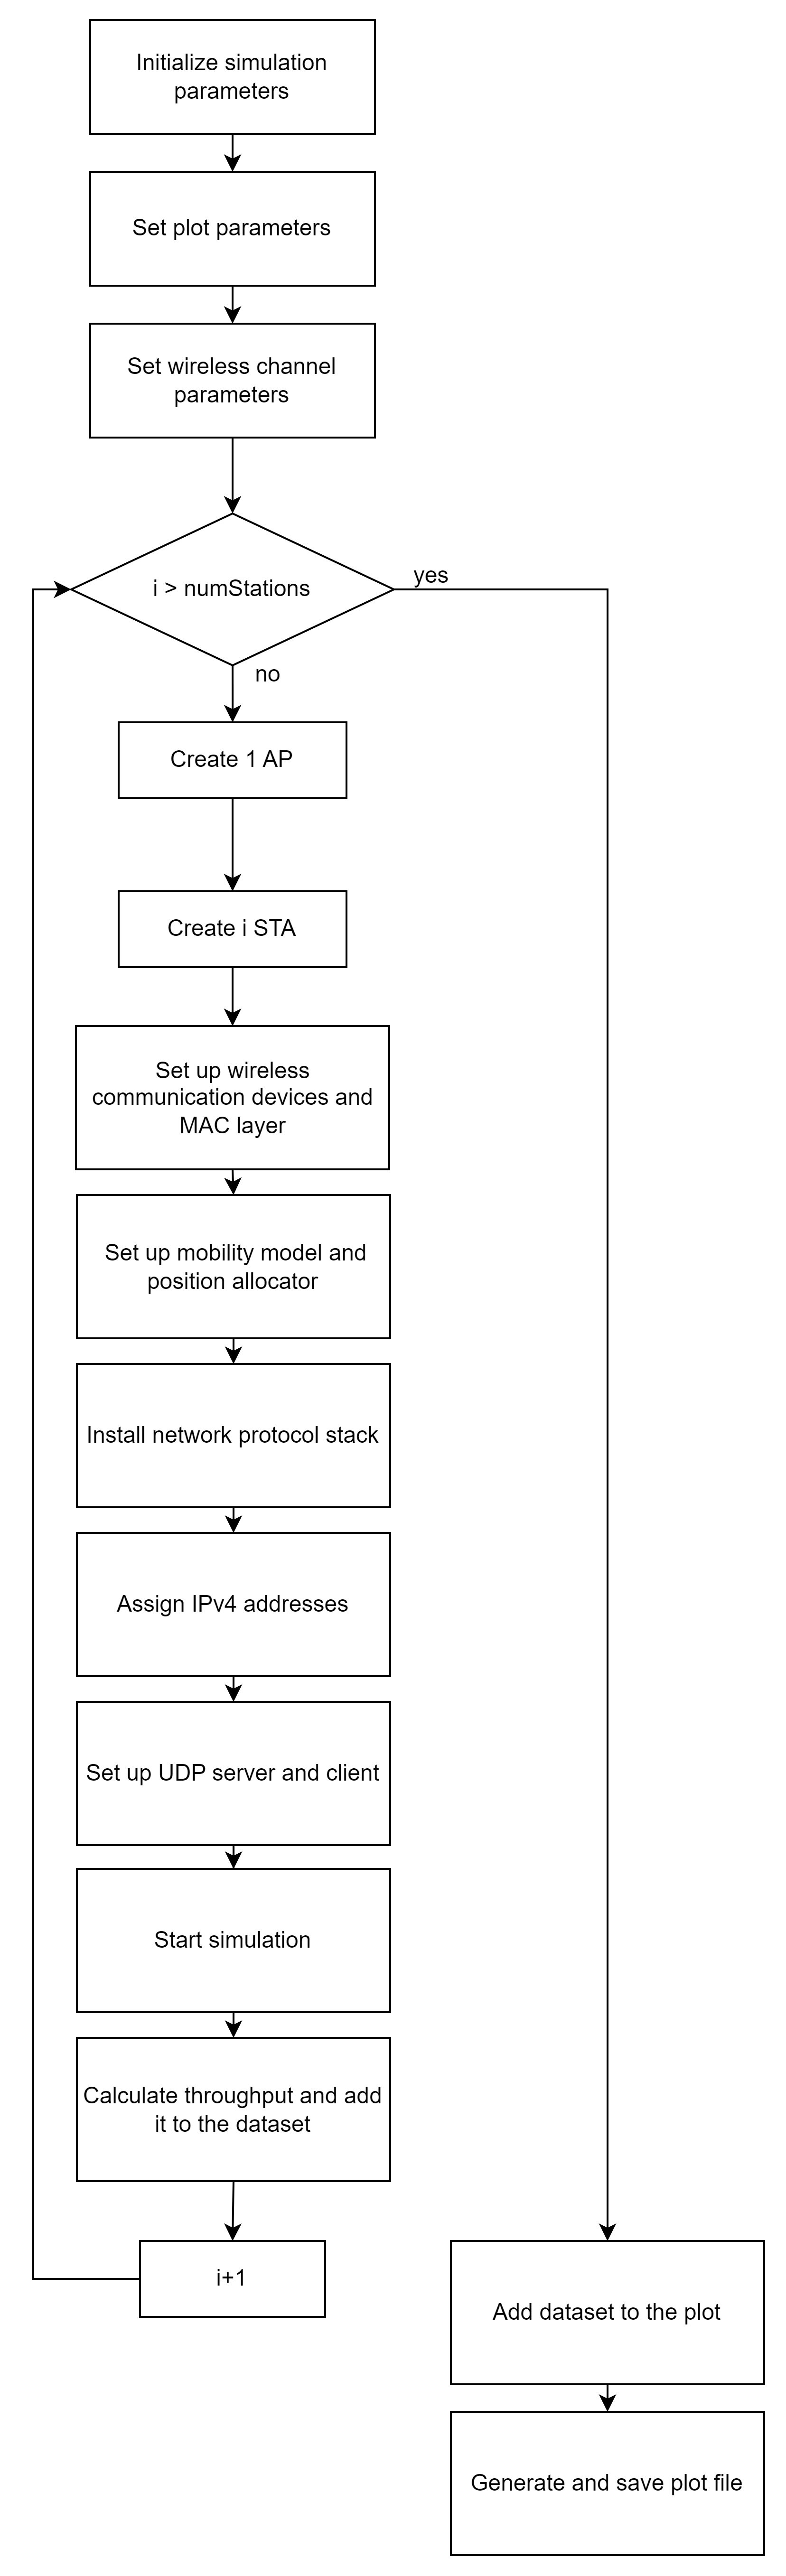 Initialize simulation
parameters
Set plot parameters
Set wireless channel
parameters
i > numStations
yes
no
Create 1 AP
Create i STA
Set up wireless
communication devices and
MAC layer
Set up mobility model and
position allocator
Install network protocol stack
Assign IPv4 addresses
Set up UDP server and client
Start simulation
Calculate throughput and add
it to the dataset
i+1
Add dataset to the plot
Generate and save plot file